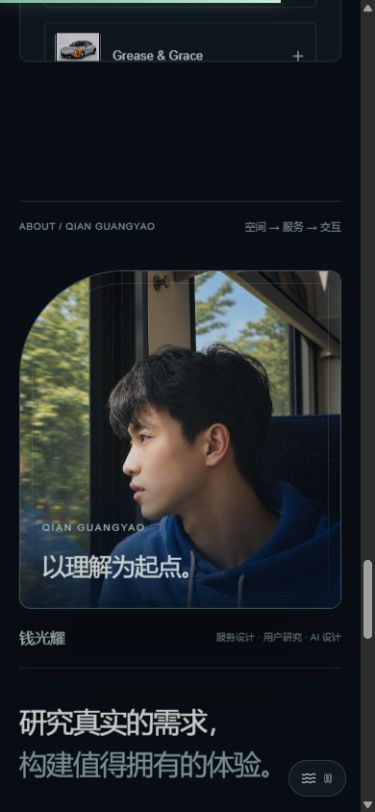 Grease & Grace
ABOUT / QIAN GUANGYAO
空间 → 服务 → 交互
QIAN GUANGYAO
以理解为起点。
钱光耀
服务设计 · 用户研究 · AI 设计
研究真实的需求，
构建值得拥有的体验。